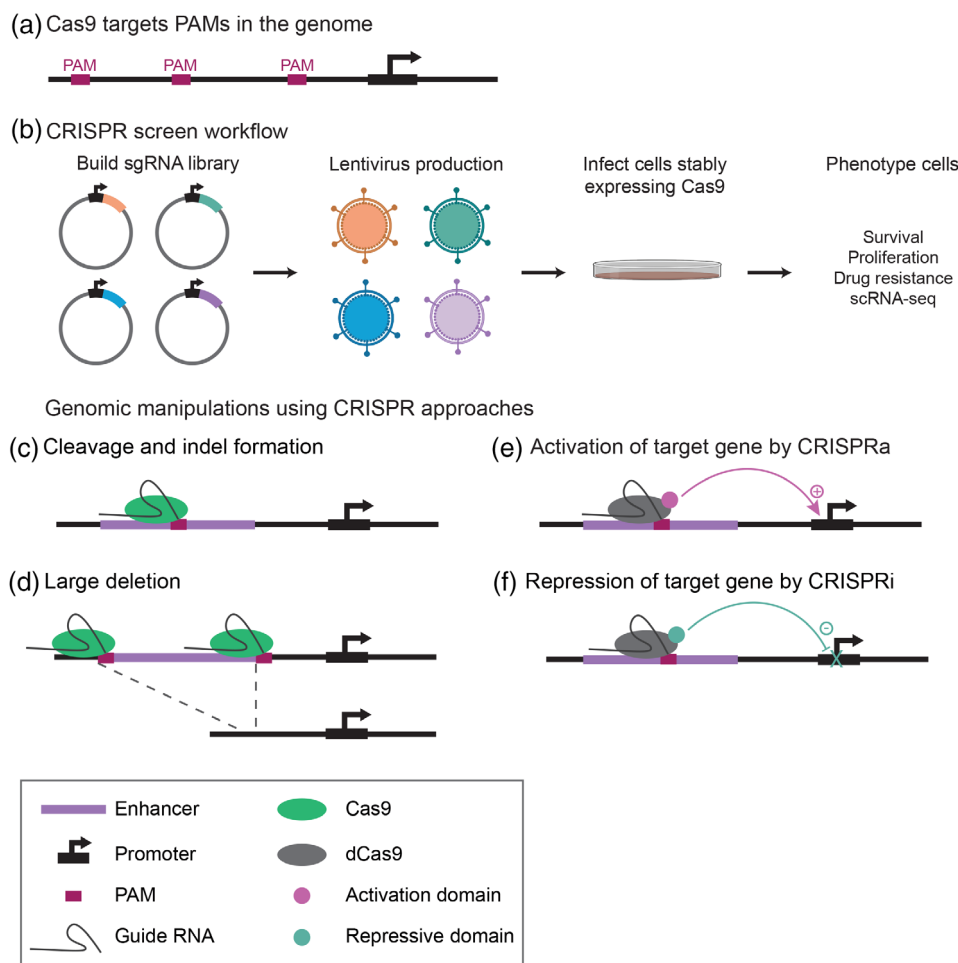 (a) Cas9 targets PAMs in the genome
PAM PAM PAM
(b) CRISPR screen workflow
Build sgRNA library
Lentivirus production
Infect cells stably
expressing Cas9
Phenotype cells
Survival
Proliferation
Drug resistance
scRNA-seq
Genomic manipulations using CRISPR approaches
(c) Cleavage and indel formation
(d) Large deletion
(e) Activation of target gene by CRISPRa
+
(f) Repression of target gene by CRISPRi
-
Enhancer
Promoter
PAM
Guide RNA
Cas9
dCas9
Activation domain
Repressive domain